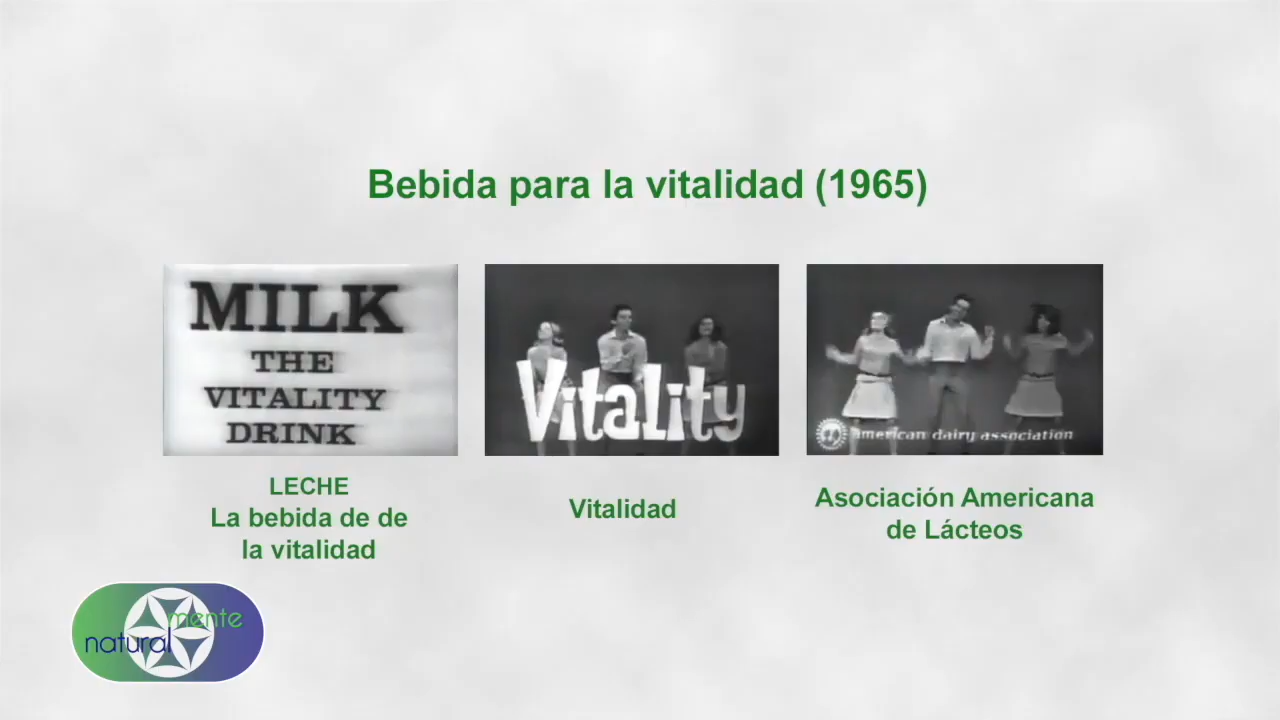 Bebida para la vitalidad (1965)
MILK
THE
VITALITY
DRINK
Vitality
american dairy association
LECHE
La bebida de de
la vitalidad
Vitalidad
Asociación Americana
de Lácteos
mente
natural